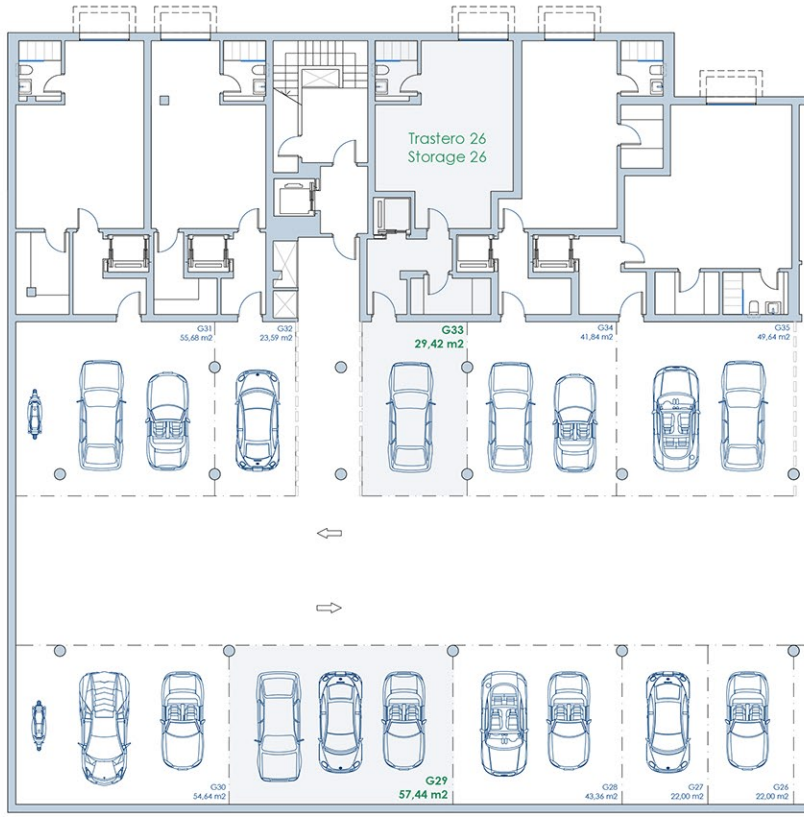 Trastero 26
Storage 26
G31
55,68 m2
G32
23,59 m2
G33
29,42 m2
G34
41,84 m2
G35
49,64 m2
G30
54,64 m2
G29
57,44 m2
G28
43,36 m2
G27
22,00 m2
G26
22,00 m2